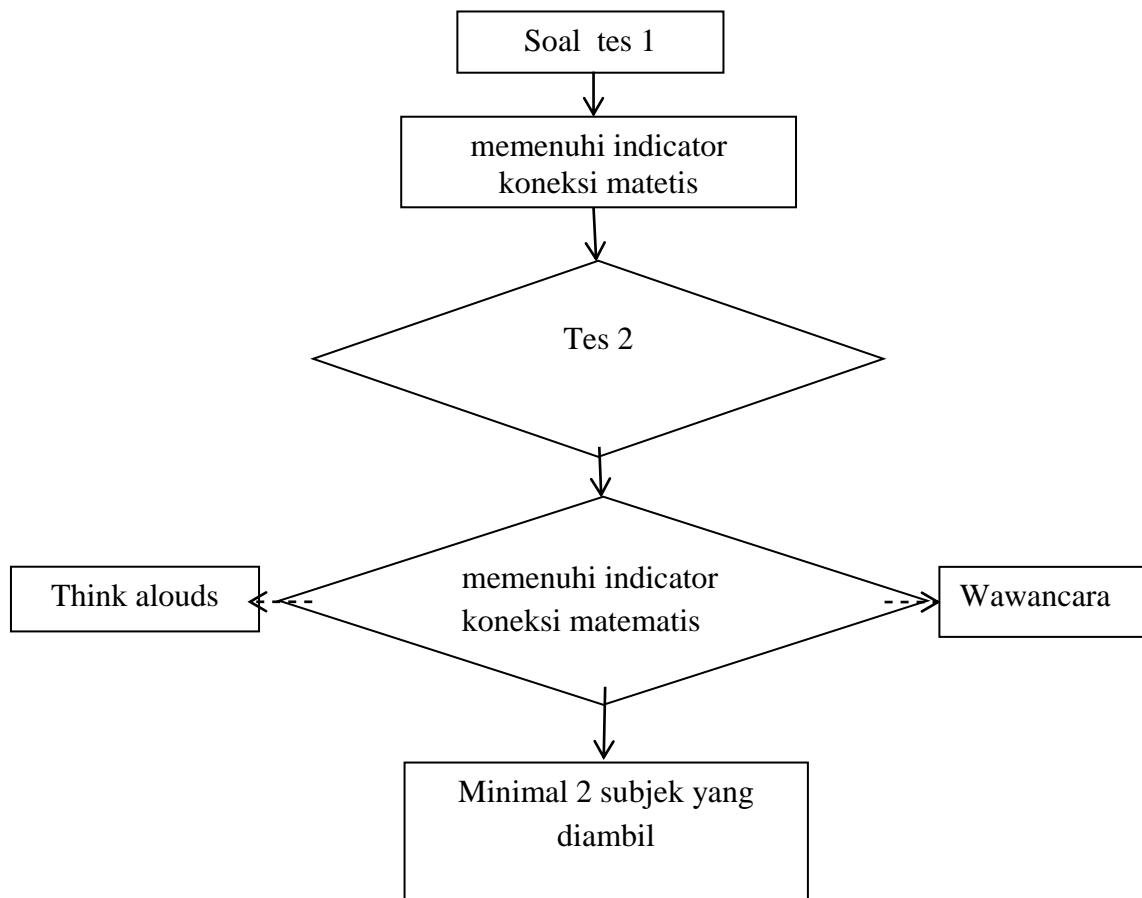 Soal tes 1
memenuhi indicator
koneksi matetis
Tes 2
Think alouds
memenuhi indicator
koneksi matematis
Wawancara
Minimal 2 subjek yang
diambil